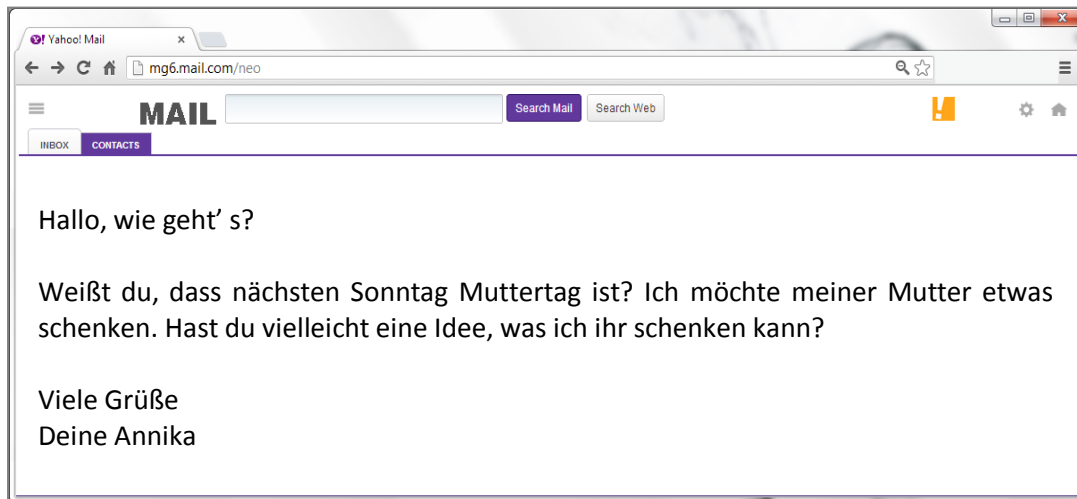 Yahoo! Mail
mg6.mail.com/neo
MAIL
Search Mail
Search Web
INBOX
CONTACTS
Hallo, wie geht' s?
Weißt du, dass nächsten Sonntag Muttertag ist? Ich möchte meiner Mutter etwas
schenken. Hast du vielleicht eine Idee, was ich ihr schenken kann?
Viele Grüße
Deine Annika